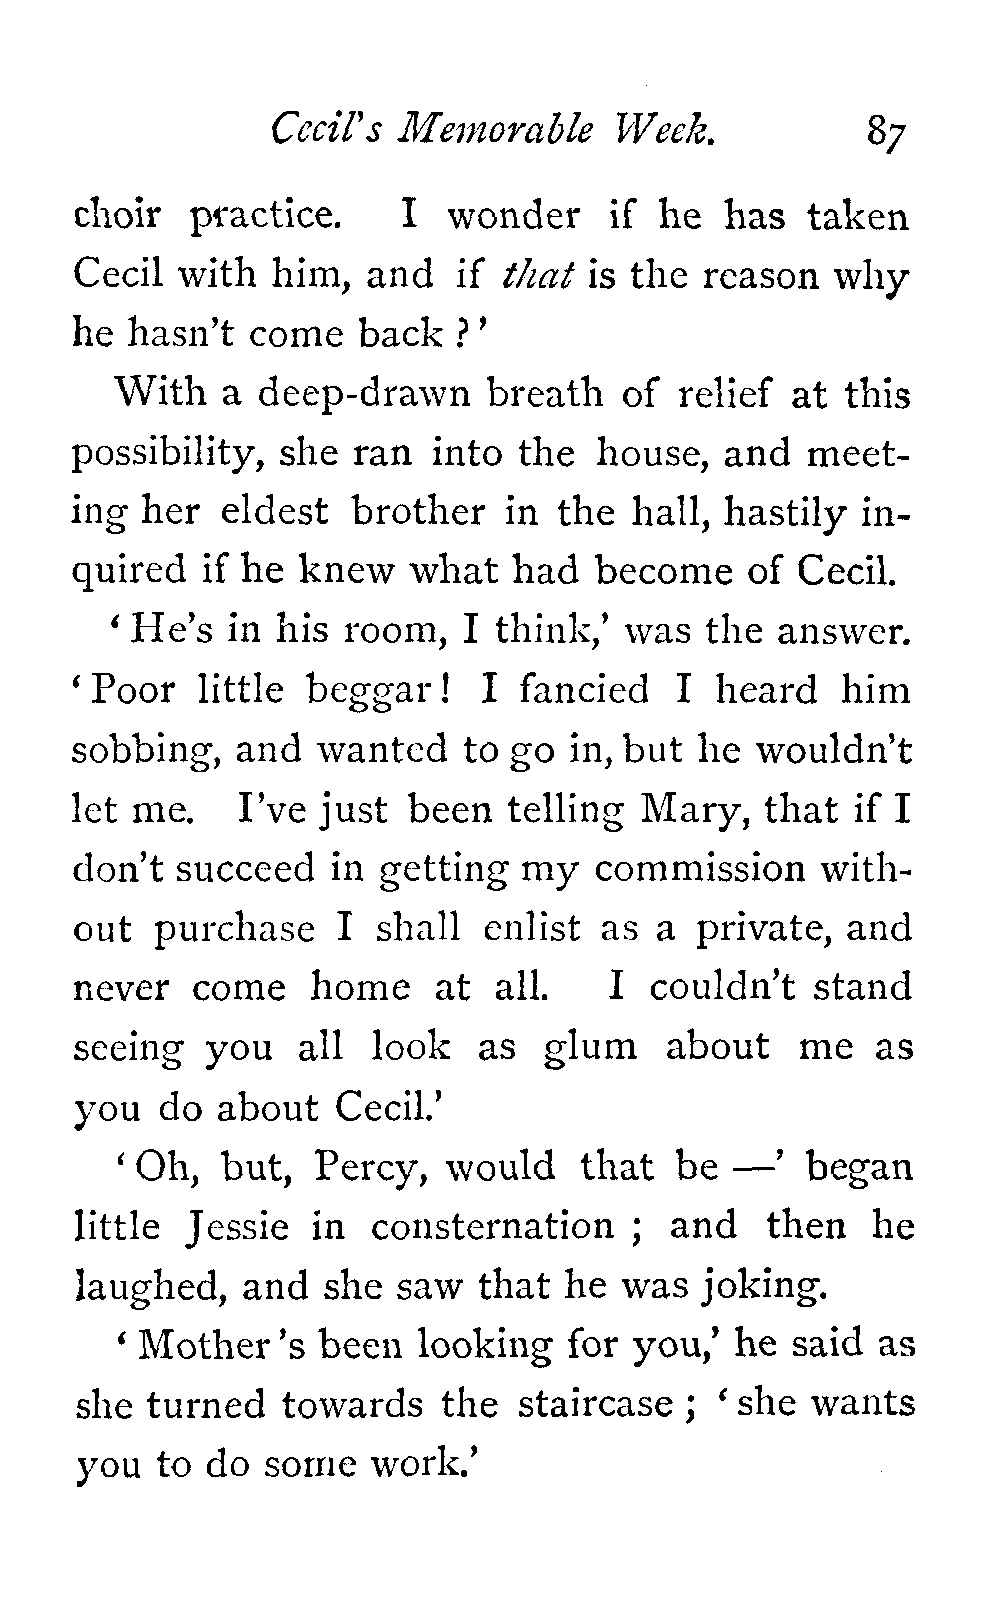 Cecil's Memorable Week. 87
choir practice. I wonder if he has taken
Cecil with him, and if that is the reason why
he hasn't come back ?'
With a deep-drawn breath of relief at this
possibility, she ran into the house, and meet-
ing her eldest brother in the hall, hastily in-
quired if he knew what had become of Cecil.
'He's in his room, I think,' was the answer.
'Poor little beggar! I fancied I heard him
sobbing, and wanted to go in, but he wouldn't
let me. I've just been telling Mary, that if I
don't succeed in getting my commission with-
out purchase I shall enlist as a private, and
never come home at all. I couldn't stand
seeing you all look as glum about me as
you do about Cecil.'
'Oh, but, Percy, would that be —' began
little Jessie in consternation ; and then he
laughed, and she saw that he was joking.
'Mother 's been looking for you,' he said as
she turned towards the staircase ; 'she wants
you to do some work.'